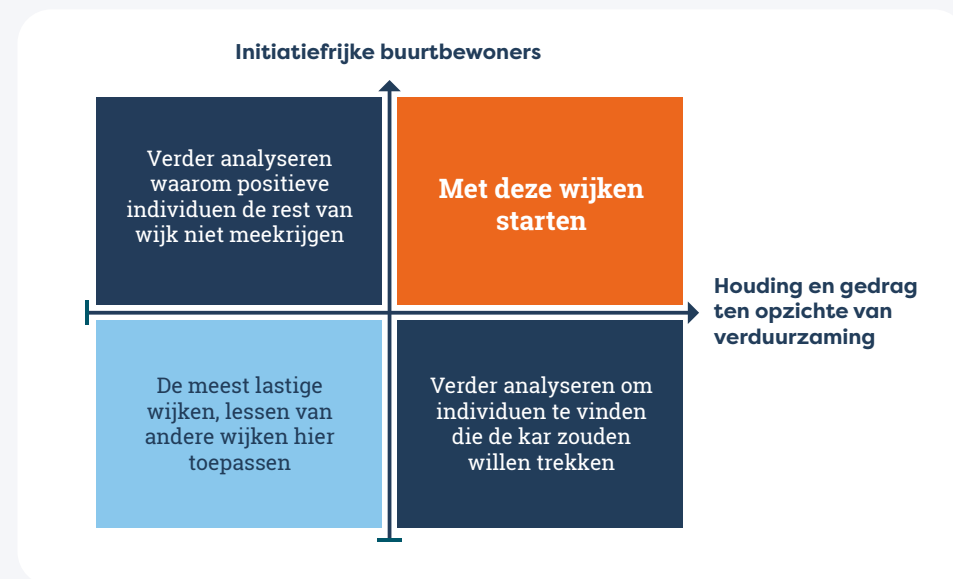 Initiatiefrijke buurtbewoners
Verder analyseren
waarom positieve
individuen de rest van
wijk niet meekrijgen
Met deze wijken
starten
Houding en gedrag
ten opzichte van
verduurzaming
De meest lastige
wijken, lessen van
andere wijken hier
toepassen
Verder analyseren om
individuen te vinden
die de kar zouden
willen trekken